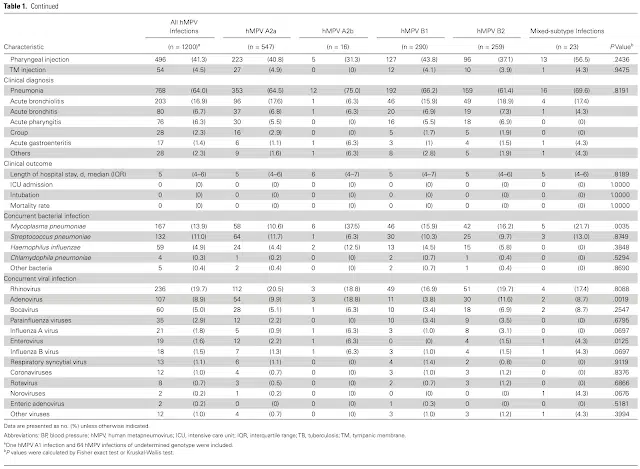 Table 1. Continued
All hMPV Infections hMPV A2a hMPV A2b hMPV B1 hMPV B2 Mixed-subtype Infections
Characteristic (n = 1200)a (n = 547) (n = 16) (n = 290) (n = 259) (n = 23) P Valueb
Pharyngeal injection 496 (41.3) 223 (40.8) 5 (31.3) 127 (43.8) 96 (37.1) 13 (56.5) .2436
TM injection 54 (4.5) 27 (4.9) 0 (0) 12 (4.1) 10 (3.9) 1 (4.3) .9475
Clinical diagnosis
Pneumonia 768 (64.0) 353 (64.5) 12 (75.0) 192 (66.2) 159 (61.4) 16 (69.6) .8191
Acute bronchiolitis 203 (16.9) 96 (17.6) 1 (6.3) 46 (15.9) 49 (18.9) 4 (17.4)
Acute bronchitis 80 (6.7) 37 (6.8) 1 (6.3) 20 (6.9) 19 (7.3) 1 (4.3)
Acute pharyngitis 76 (6.3) 30 (5.5) 0 (0) 16 (5.5) 18 (6.9) 0 (0)
Croup 28 (2.3) 16 (2.9) 0 (0) 5 (1.7) 5 (1.9) 0 (0)
Acute gastroenteritis 17 (1.4) 6 (1.1) 1 (6.3) 3 (1) 4 (1.5) 1 (4.3)
Others 28 (2.3) 9 (1.6) 1 (6.3) 8 (2.8) 5 (1.9) 1 (4.3)
Clinical outcome
Length of hospital stay, d, median (IQR) 5 (4–6) 5 (4–6) 6 (4–7) 5 (4–7) 5 (4–6) 5 (4–6) .8189
ICU admission 0 (0) 0 (0) 0 (0) 0 (0) 0 (0) 0 (0) 1.0000
Intubation 0 (0) 0 (0) 0 (0) 0 (0) 0 (0) 0 (0) 1.0000
Mortality rate 0 (0) 0 (0) 0 (0) 0 (0) 0 (0) 0 (0) 1.0000
Concurrent bacterial infection
Mycoplasma pneumoniae 167 (13.9) 58 (10.6) 6 (37.5) 46 (15.9) 42 (16.2) 5 (21.7) .0035
Streptococcus pneumoniae 132 (11.0) 64 (11.7) 1 (6.3) 30 (10.3) 25 (9.7) 3 (13.0) .8749
Haemophilus influenzae 59 (4.9) 24 (4.4) 2 (12.5) 13 (4.5) 15 (5.8) 0 (0) .3848
Chlamydophila pneumoniae 4 (0.3) 1 (0.2) 0 (0) 2 (0.7) 1 (0.4) 0 (0) .5294
Other bacteria 5 (0.4) 2 (0.4) 0 (0) 2 (0.7) 1 (0.4) 0 (0) .8690
Concurrent viral infection
Rhinovirus 236 (19.7) 112 (20.5) 3 (18.8) 49 (16.9) 51 (19.7) 4 (17.4) .8088
Adenovirus 107 (8.9) 54 (9.9) 3 (18.8) 11 (3.8) 30 (11.6) 2 (8.7) .0019
Bocavirus 60 (5.0) 28 (5.1) 1 (6.3) 10 (3.4) 18 (6.9) 2 (8.7) .2547
Parainfluenza viruses 35 (2.9) 12 (2.2) 0 (0) 10 (3.4) 9 (3.5) 0 (0) .6795
Influenza A virus 21 (1.8) 5 (0.9) 1 (6.3) 3 (1.0) 8 (3.1) 0 (0) .0697
Enterovirus 19 (1.6) 12 (2.2) 1 (6.3) 0 (0) 4 (1.5) 1 (4.3) .0125
Influenza B virus 18 (1.5) 7 (1.3) 1 (6.3) 3 (1.0) 4 (1.5) 1 (4.3) .0697
Respiratory syncytial virus 13 (1.1) 6 (1.1) 0 (0) 4 (1.4) 2 (0.8) 0 (0) .9119
Coronaviruses 12 (1.0) 4 (0.7) 0 (0) 3 (1.0) 3 (1.2) 0 (0) .8376
Rotavirus 8 (0.7) 3 (0.5) 0 (0) 2 (0.7) 3 (1.2) 0 (0) .6866
Noroviruses 2 (0.2) 1 (0.2) 0 (0) 0 (0) 0 (0) 1 (4.3) .0676
Enteric adenovirus 2 (0.2) 0 (0) 0 (0) 1 (0.3) 0 (0) 0 (0) .5181
Other viruses 12 (1.0) 4 (0.7) 0 (0) 3 (1.0) 3 (1.2) 1 (4.3) .3994
Data are presented as no. (%) unless otherwise indicated.
Abbreviations: BP, blood pressure; hMPV, human metapneumovirus; ICU, intensive care unit; IQR, interquartile range; TB, tuberculosis; TM, tympanic membrane.
aOne hMPV A1 infection and 64 hMPV infections of undetermined genotype were included.
bP values were calculated by Fisher exact test or Kruskal-Wallis test.